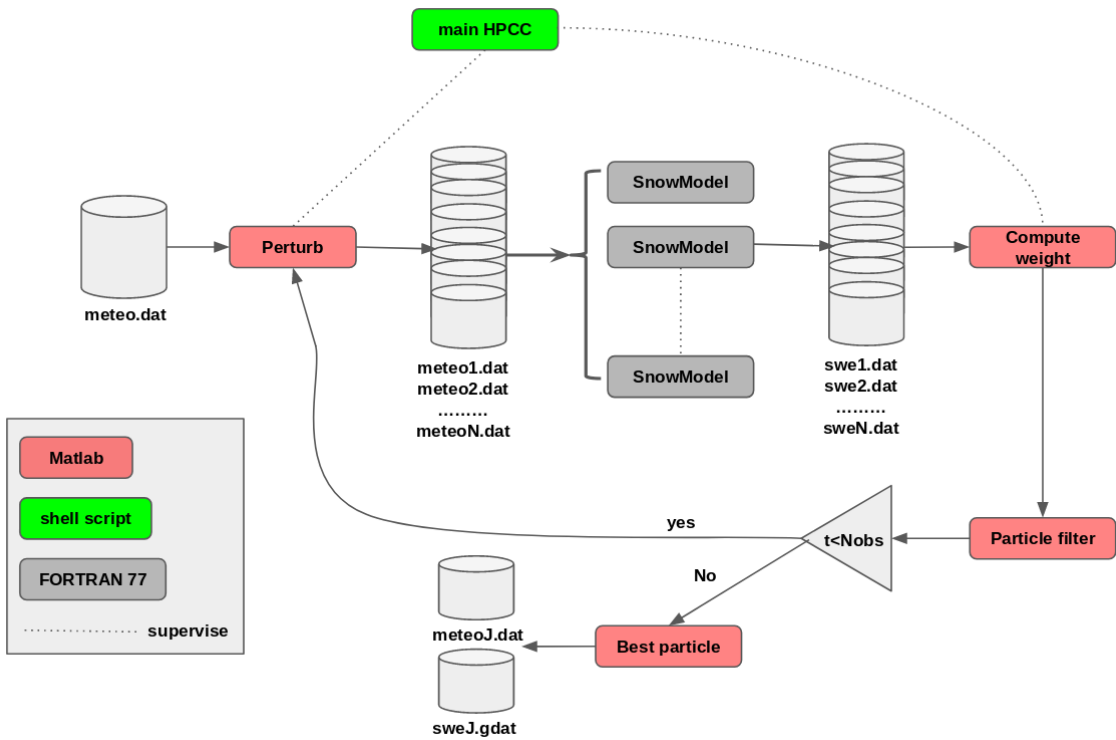 main HPCC
SnowModel
Perturb
SnowModel
Compute
weight
meteo.dat
meteo1.dat
meteo2.dat
………
meteoN.dat
SnowModel
swe1.dat
swe2.dat
………
sweN.dat
Matlab
shell script
FORTRAN 77
supervise
yes
t<Nobs
Particle filter
No
meteoJ.dat
Best particle
sweJ.gdat